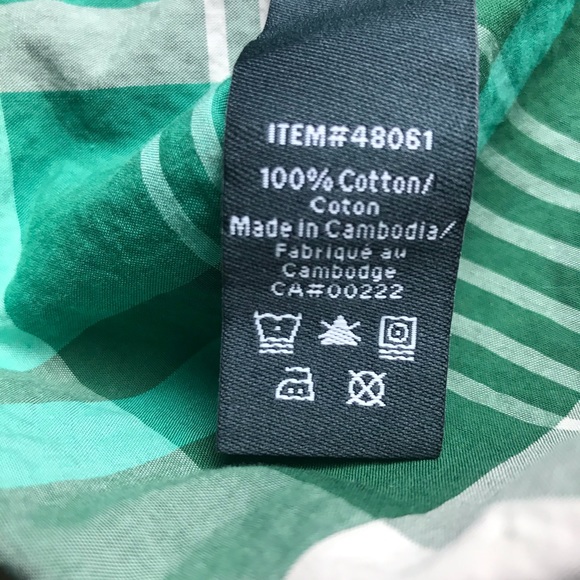 ITEM#48061
100% Cotton/
Coton
Made in Cambodia/
Fabriqué au
Cambodge
CA#00222